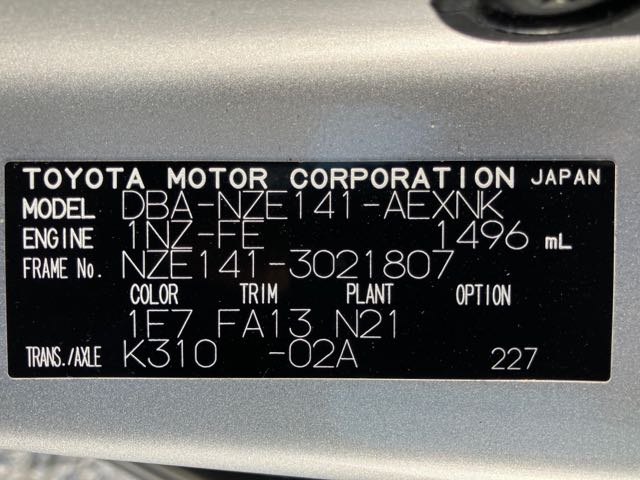 TOYOTA MOTOR CORPORATION JAPAN
MODEL DBA-NZE141-AEXNK
ENGINE 1NZ-FE 1496 mL
FRAME No. NZE141-3021807
COLOR TRIM PLANT OPTION
1E7 FA13 N21
TRANS./AXLE K310 -02A 227